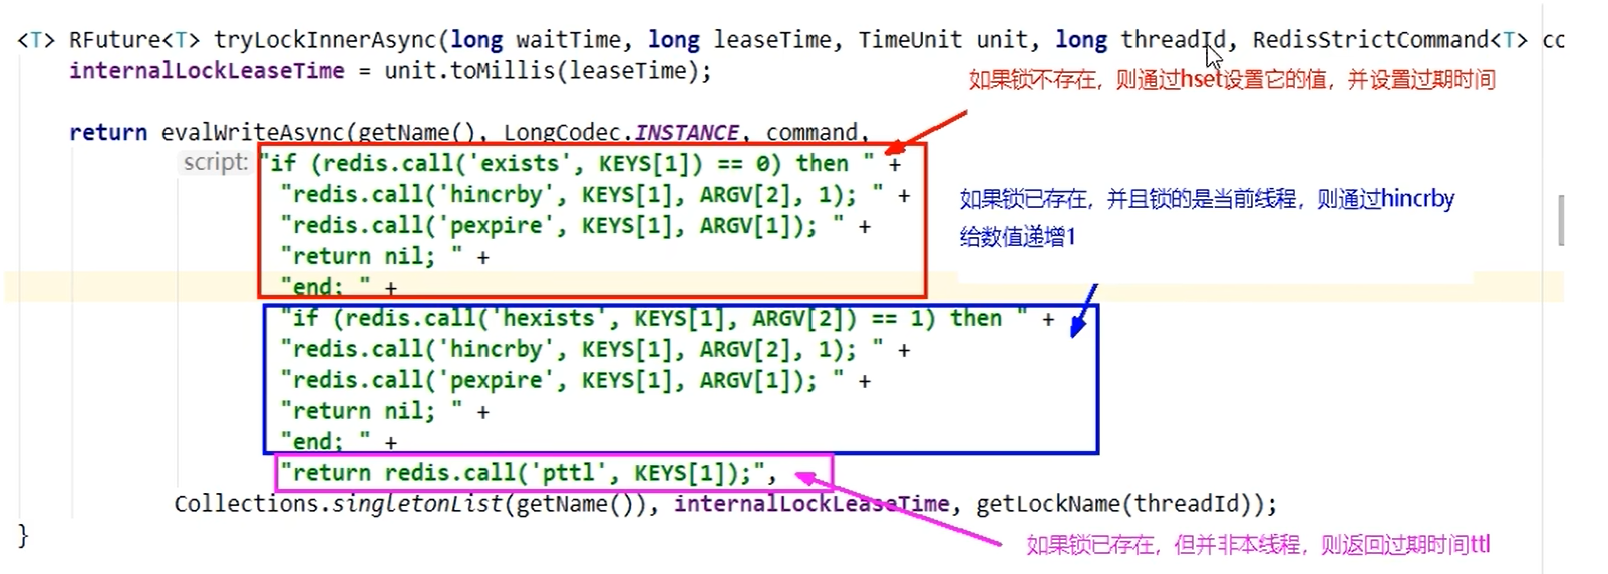 <T> RFuture<T> tryLockInnerAsync(long waitTime, long leaseTime, TimeUnit unit, long threadId, RedisStrictCommand<T> co
internalLockLeaseTime = unit.toMillis(leaseTime);
如果锁不存在，则通过hset设置它的值，并设置过期时间
return evalWriteAsync(getName(), LongCodec.INSTANCE, command,
script: "if (redis.call('exists', KEYS[1]) == 0) then " +
"redis.call('hincrby', KEYS[1], ARGV[2], 1); " +
"redis.call('pexpire', KEYS[1], ARGV[1]); " +
"return nil; " +
"end; " +
如果锁已存在，并且锁的是当前线程，则通过hincrby
给数值递增1
"if (redis.call('hexists', KEYS[1], ARGV[2]) == 1) then " +
"redis.call('hincrby', KEYS[1], ARGV[2], 1); " +
"redis.call('pexpire', KEYS[1], ARGV[1]); " +
"return nil; " +
"end; " +
"return redis.call('pttl', KEYS[1]);",
Collections.singletonList(getName()), internalLockLeaseTime, getLockName(threadId));
}
如果锁已存在，但并非本线程，则返回过期时间ttl